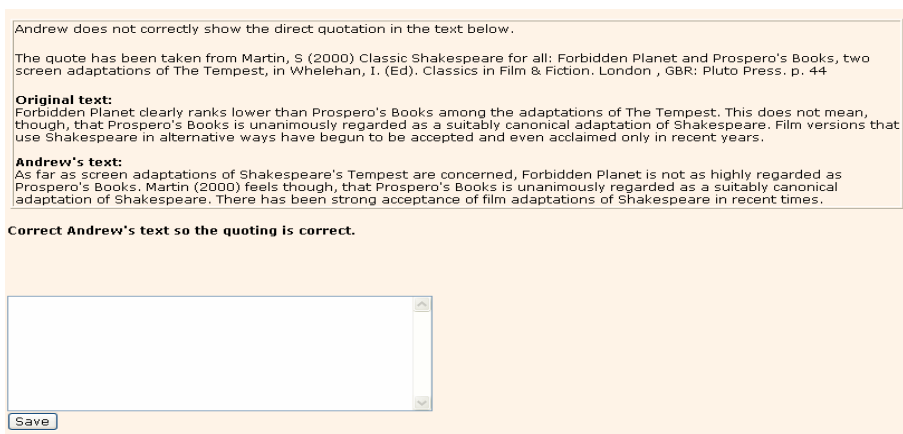 Andrew does not correctly show the direct quotation in the text below.
The quote has been taken from Martin, S (2000) Classic Shakespeare for all: Forbidden Planet and Prospero's Books, two
screen adaptations of The Tempest, in Whelehan, I. (Ed). Classics in Film & Fiction. London , GBR: Pluto Press. p. 44
Original text:
Forbidden Planet clearly ranks lower than Prospero's Books among the adaptations of The Tempest. This does not mean,
though, that Prospero's Books is unanimously regarded as a suitably canonical adaptation of Shakespeare. Film versions that
use Shakespeare in alternative ways have begun to be accepted and even acclaimed only in recent years.
Andrew's text:
As far as screen adaptations of Shakespeare's Tempest are concerned, Forbidden Planet is not as highly regarded as
Prospero's Books. Martin (2000) feels though, that Prospero's Books is unanimously regarded as a suitably canonical
adaptation of Shakespeare. There has been strong acceptance of film adaptations of Shakespeare in recent times.
Correct Andrew's text so the quoting is correct.
Save